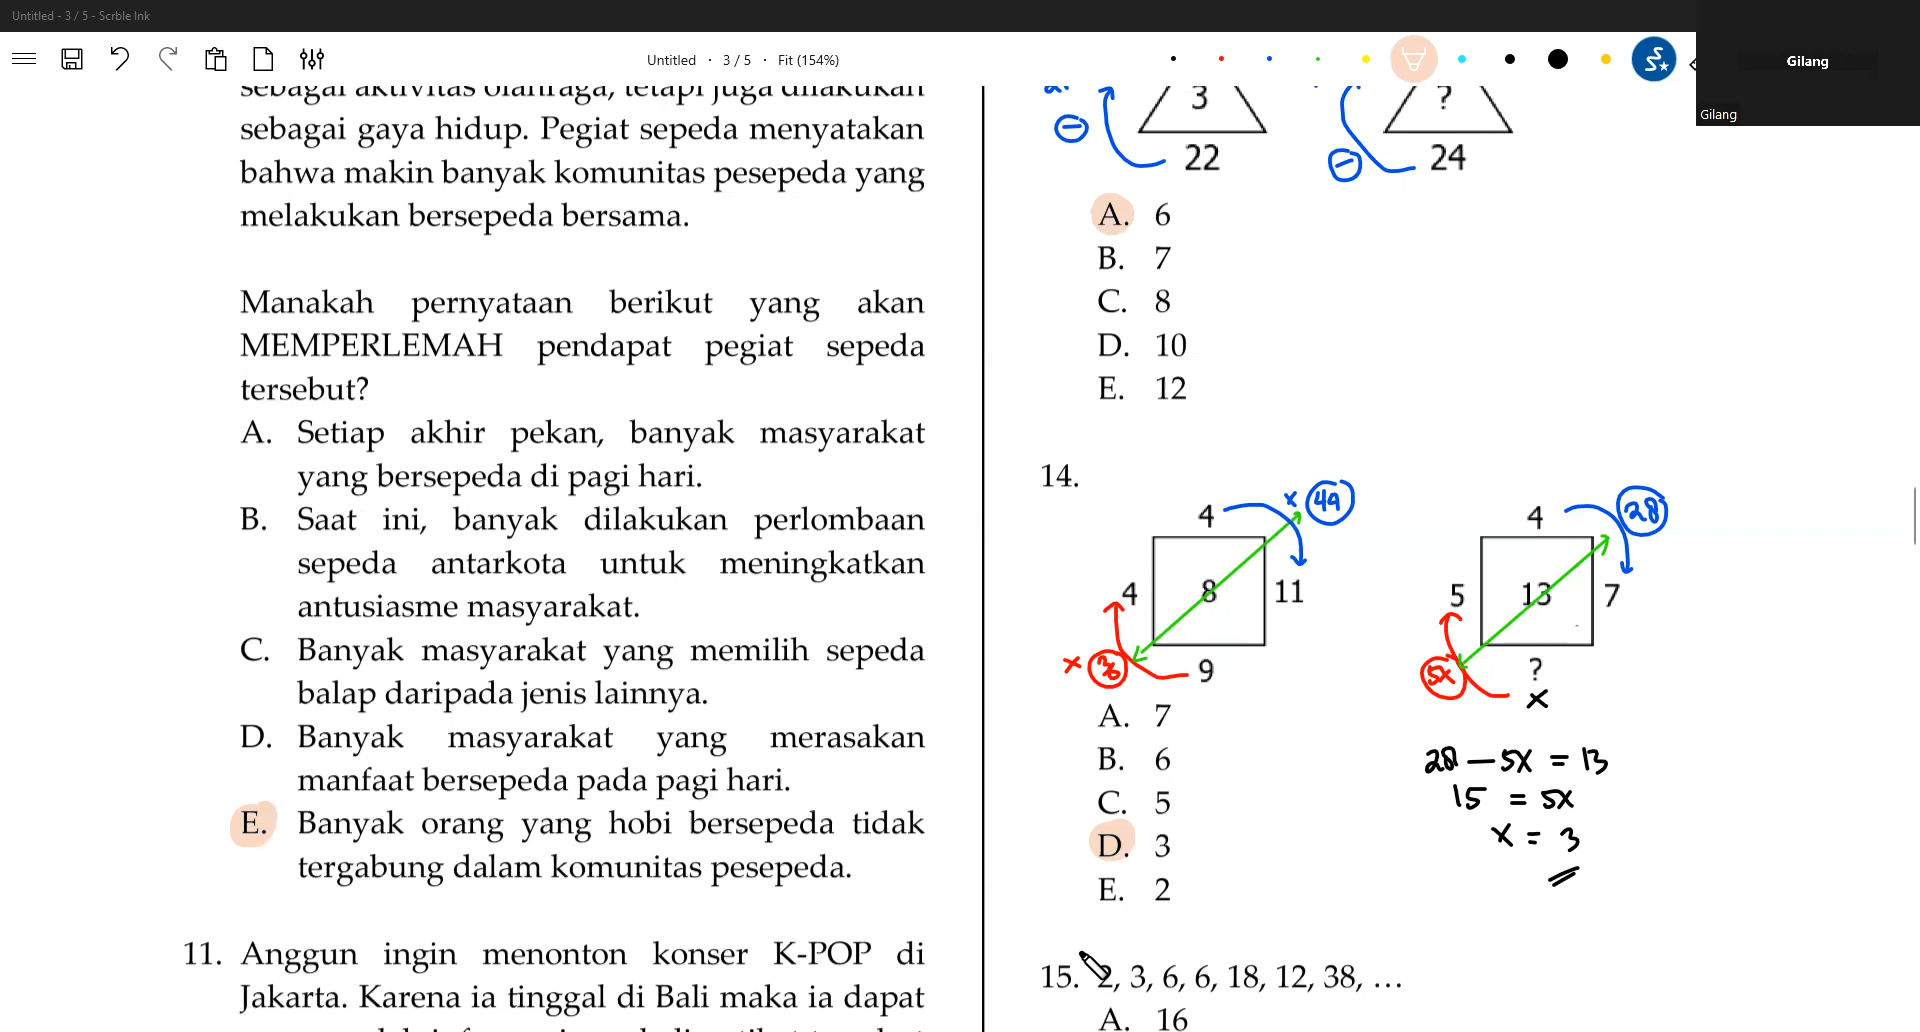 Untitled - 3 / 5 - Scrble Ink
Untitled · 3 / 5 · Fit (154%)
Gilang
Gilang
sebagai aktivitas olahraga, tetapi juga dilakukan
sebagai gaya hidup. Pegiat sepeda menyatakan
bahwa makin banyak komunitas pesepeda yang
melakukan bersepeda bersama.
Manakah pernyataan berikut yang akan
MEMPERLEMAH pendapat pegiat sepeda
tersebut?
A. Setiap akhir pekan, banyak masyarakat
yang bersepeda di pagi hari.
B. Saat ini, banyak dilakukan perlombaan
sepeda antarkota untuk meningkatkan
antusiasme masyarakat.
C. Banyak masyarakat yang memilih sepeda
balap daripada jenis lainnya.
D. Banyak masyarakat yang merasakan
manfaat bersepeda pada pagi hari.
E. Banyak orang yang hobi bersepeda tidak
tergabung dalam komunitas pesepeda.
11. Anggun ingin menonton konser K-POP di
Jakarta. Karena ia tinggal di Bali maka ia dapat
3 ?
− 22 − 24
A. 6
B. 7
C. 8
D. 10
E. 12
14.
4 x 44 4 28
4 8 11 5 13 7
x 36 9 5x ?
x
A. 7
B. 6
C. 5
D. 3
E. 2
28 - 5x = 13
15 = 5x
x = 3
15. 2, 3, 6, 6, 18, 12, 38, ...
A. 16